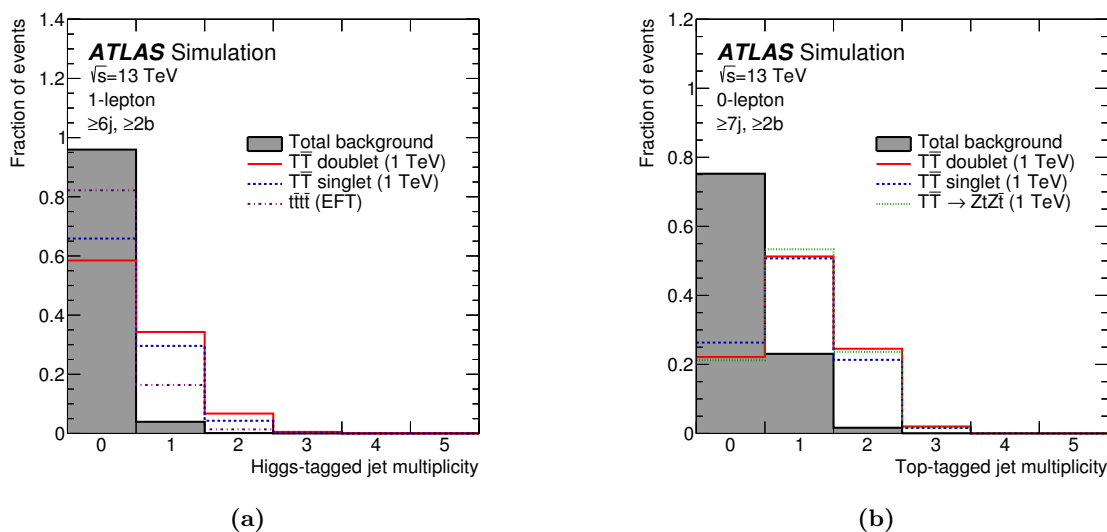 Fraction of events
1.4
1.2
1
0.8
0.6
0.4
0.2
0
ATLAS Simulation
√s=13 TeV
1-lepton
≥6j, ≥2b
Total background
TT̅ doublet (1 TeV)
TT̅ singlet (1 TeV)
tt̅tt̅ (EFT)
0 1 2 3 4 5
Higgs-tagged jet multiplicity
(a)
Fraction of events
1.2
1
0.8
0.6
0.4
0.2
0
ATLAS Simulation
√s=13 TeV
0-lepton
≥7j, ≥2b
Total background
TT̅ doublet (1 TeV)
TT̅ singlet (1 TeV)
TT̅ → ZtZt̅ (1 TeV)
0 1 2 3 4 5
Top-tagged jet multiplicity
(b)